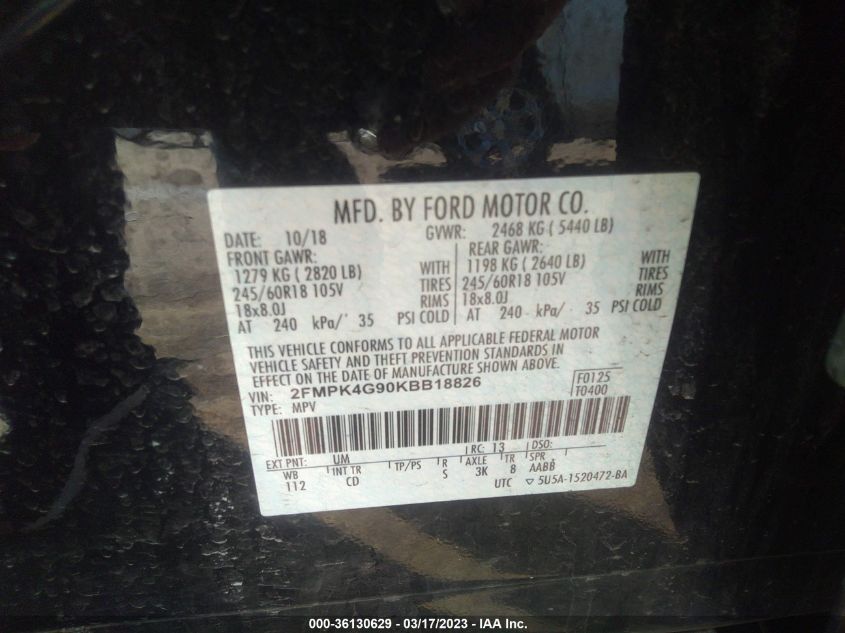 MFD. BY FORD MOTOR CO.
DATE: 10/18 GVWR: 2468 KG ( 5440 LB)
FRONT GAWR: REAR GAWR:
1279 KG ( 2820 LB) WITH 1198 KG ( 2640 LB) WITH
245/60R18 105V TIRES 245/60R18 105V TIRES
18x8.0J RIMS 18x8.0J RIMS
AT 240 kPa/ 35 PSI COLD AT 240 kPa/ 35 PSI COLD
THIS VEHICLE CONFORMS TO ALL APPLICABLE FEDERAL MOTOR
VEHICLE SAFETY AND THEFT PREVENTION STANDARDS IN
EFFECT ON THE DATE OF MANUFACTURE SHOWN ABOVE.
VIN: 2FMPK4G90KBB18826 F0125
TYPE: MPV T0400
EXT PNT: UM RC: 13 DSO:
WB INT TR TP/PS R AXLE TR SPR
112 CD S 3K 8 AABB
UTC ▽ 5U5A-1520472-BA
000-36130629 - 03/17/2023 - IAA Inc.